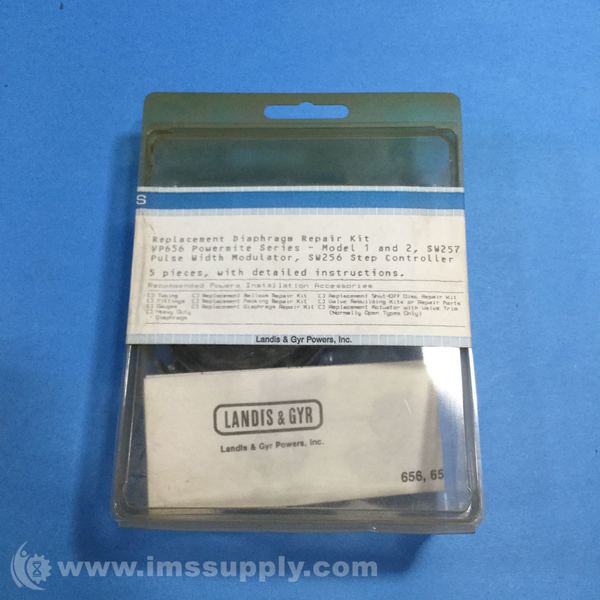 S
Replacement Diaphragm Repair Kit
VP656 Powermite Series - Model 1 and 2, SW257
Pulse Width Modulator, SW256 Step Controller
5 pieces, with detailed instructions.
Recommended Powers Installation Accessories
Tubing Replacement Bellows Repair Kit Replacement Shut-Off Disc Repair Kit
Fittings Replacement Packing Repair Kit Valve Rebuilding Kits or Repair Parts
Gauges Replacement Diaphragm Repair Kit Replacement Actuator with Valve Trim
Heavy Duty (Normally Open Types Only)
Diaphragm
Landis & Gyr Powers, Inc.
LANDIS & GYR
Landis & Gyr Powers, Inc.
656, 65
www.imssupply.com